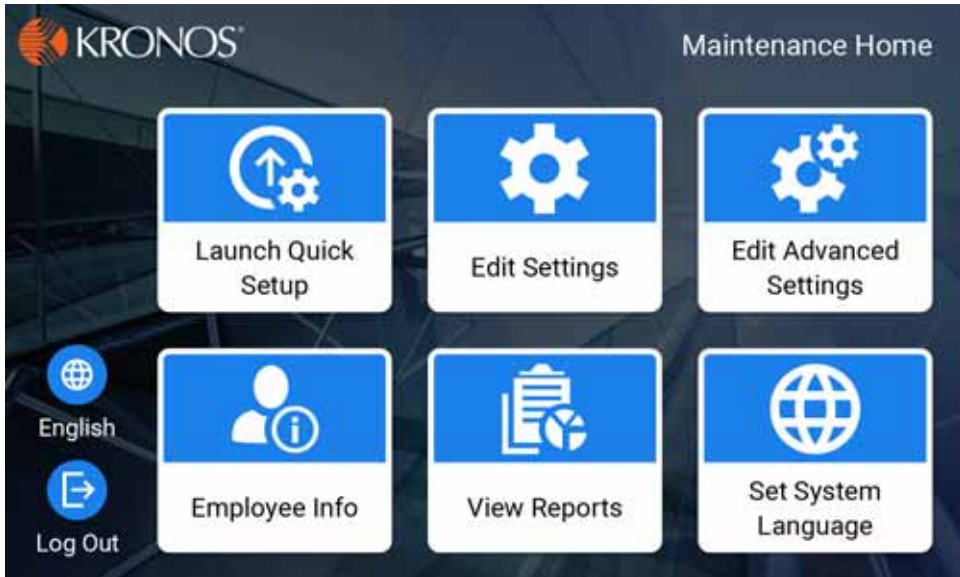 KRONOS
Maintenance Home
Launch Quick
Setup
Edit Settings
Edit Advanced
Settings
English
Log Out
Employee Info
View Reports
Set System
Language